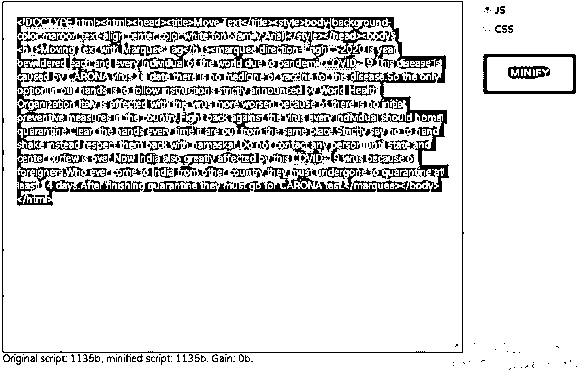 <!DOCTYPE html><html><head><title>Move Text</title><style>body{background-
color:maroon;text-align:center;color:white;font-family:Arial;}</style></head><body>
<h1>Moving Text with Marquee Tag</h1><marquee direction="right">2020 is year
bewildered each and every individual of the world due to pandemic COVID-19.This disease is
caused by CARONA virus.To date there is no medicine or vaccine for this disease.So the only
option in our hands is to follow instructions strictly announced by World Health
Organization.Italy is affected with this virus more worsen because of there is no initial
preventive measures in the country.Fight back against this virus every individual should home
quarantine.Clean the hands every time if are out from the same place.Strictly say no to hand
shake instead respect them back with namaskar.Do not contact any person until state and
center curfew is over.Now India also greatly affected by this COVID-19 virus because of
foreigners.Who ever come to India from other country they must undergone to quarantine at
least 14 days.After finishing quarantine they must go for CARONA test.</marquee></body>
</html>
JS
CSS
MINIFY
Original script: 1135b, minified script: 1135b. Gain: 0b.